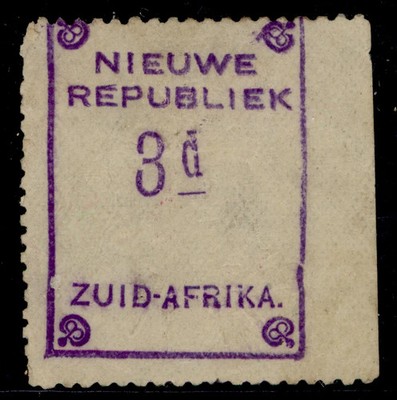 NIEUWE
REPUBLIEK
3d
ZUID-AFRIKA.